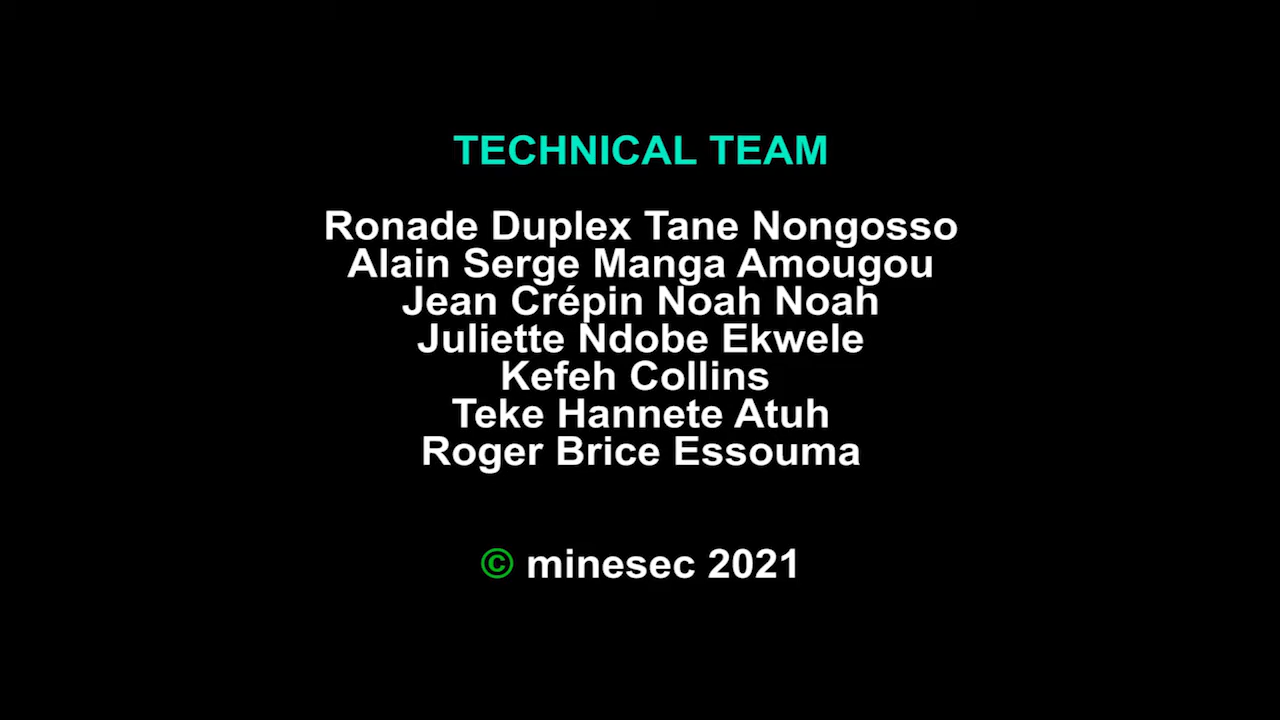 TECHNICAL TEAM
Ronade Duplex Tane Nongosso
Alain Serge Manga Amougou
Jean Crépin Noah Noah
Juliette Ndobe Ekwele
Kefeh Collins
Teke Hannete Atuh
Roger Brice Essouma
© minesec 2021